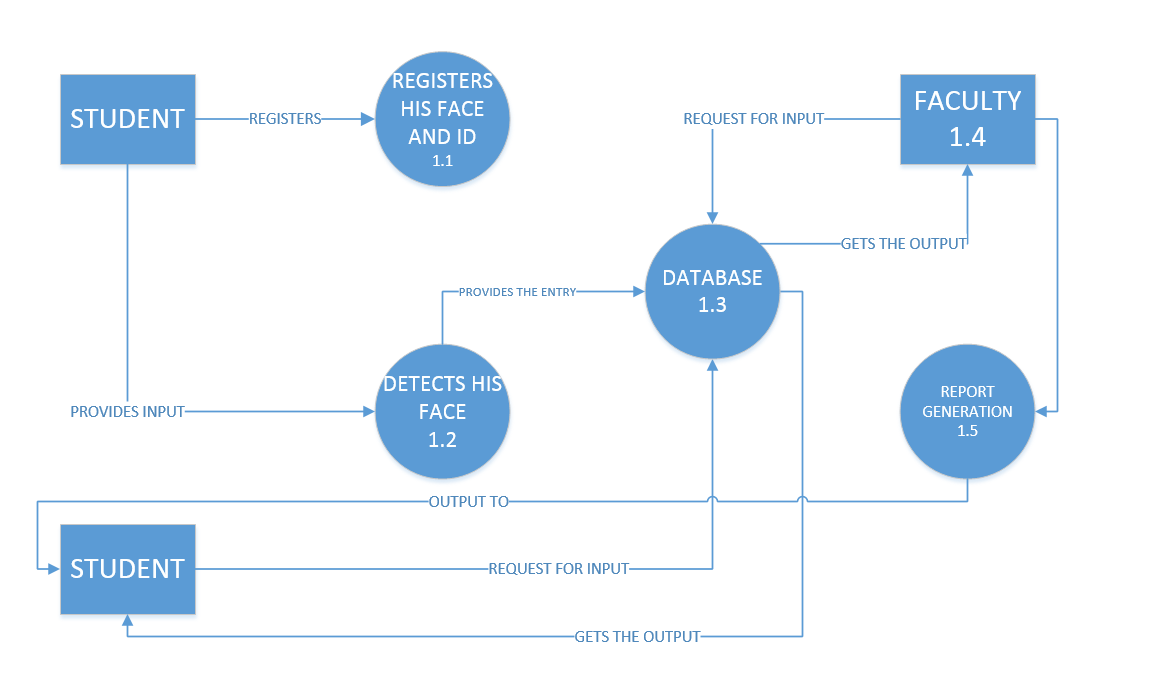 STUDENT
REGISTERS
REGISTERS
HIS FACE
AND ID
1.1
REQUEST FOR INPUT
FACULTY
1.4
GETS THE OUTPUT
DATABASE
1.3
PROVIDES THE ENTRY
PROVIDES INPUT
DETECTS HIS
FACE
1.2
REPORT
GENERATION
1.5
OUTPUT TO
STUDENT
REQUEST FOR INPUT
GETS THE OUTPUT